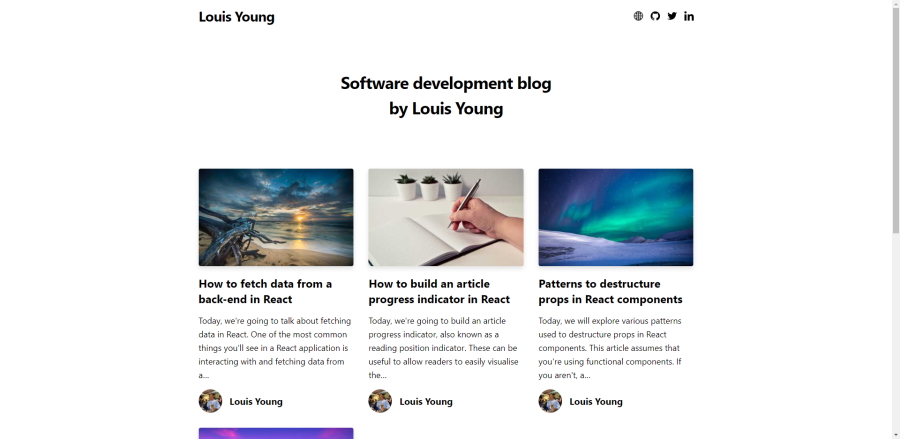 Louis Young
Software development blog
by Louis Young
How to fetch data from a
back-end in React
Today, we're going to talk about fetching
data in React. One of the most common
things you'll see in a React application is
interacting with and fetching data from
a...
Louis Young
How to build an article
progress indicator in React
Today, we're going to build an article
progress indicator, also known as a
reading position indicator. These can be
useful to allow readers to easily visualise
the...
Louis Young
Patterns to destructure
props in React components
Today, we will explore various patterns
used to destructure props in React
components. This article assumes that
you're using functional components. If
you aren't, a...
Louis Young